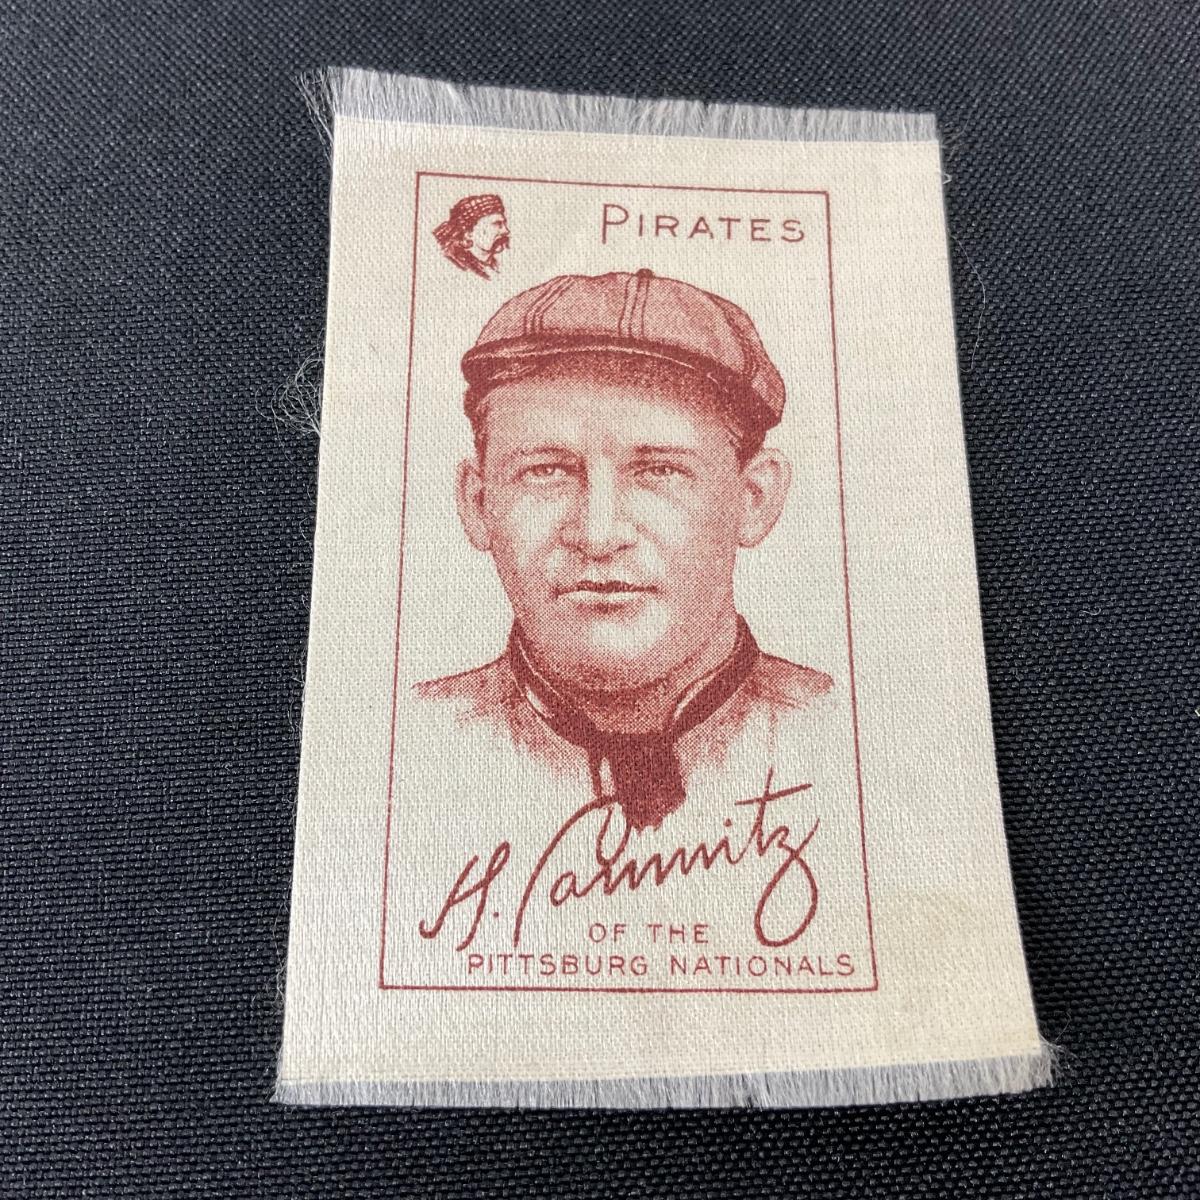 PIRATES
H. Camnitz
OF THE
PITTSBURG NATIONALS